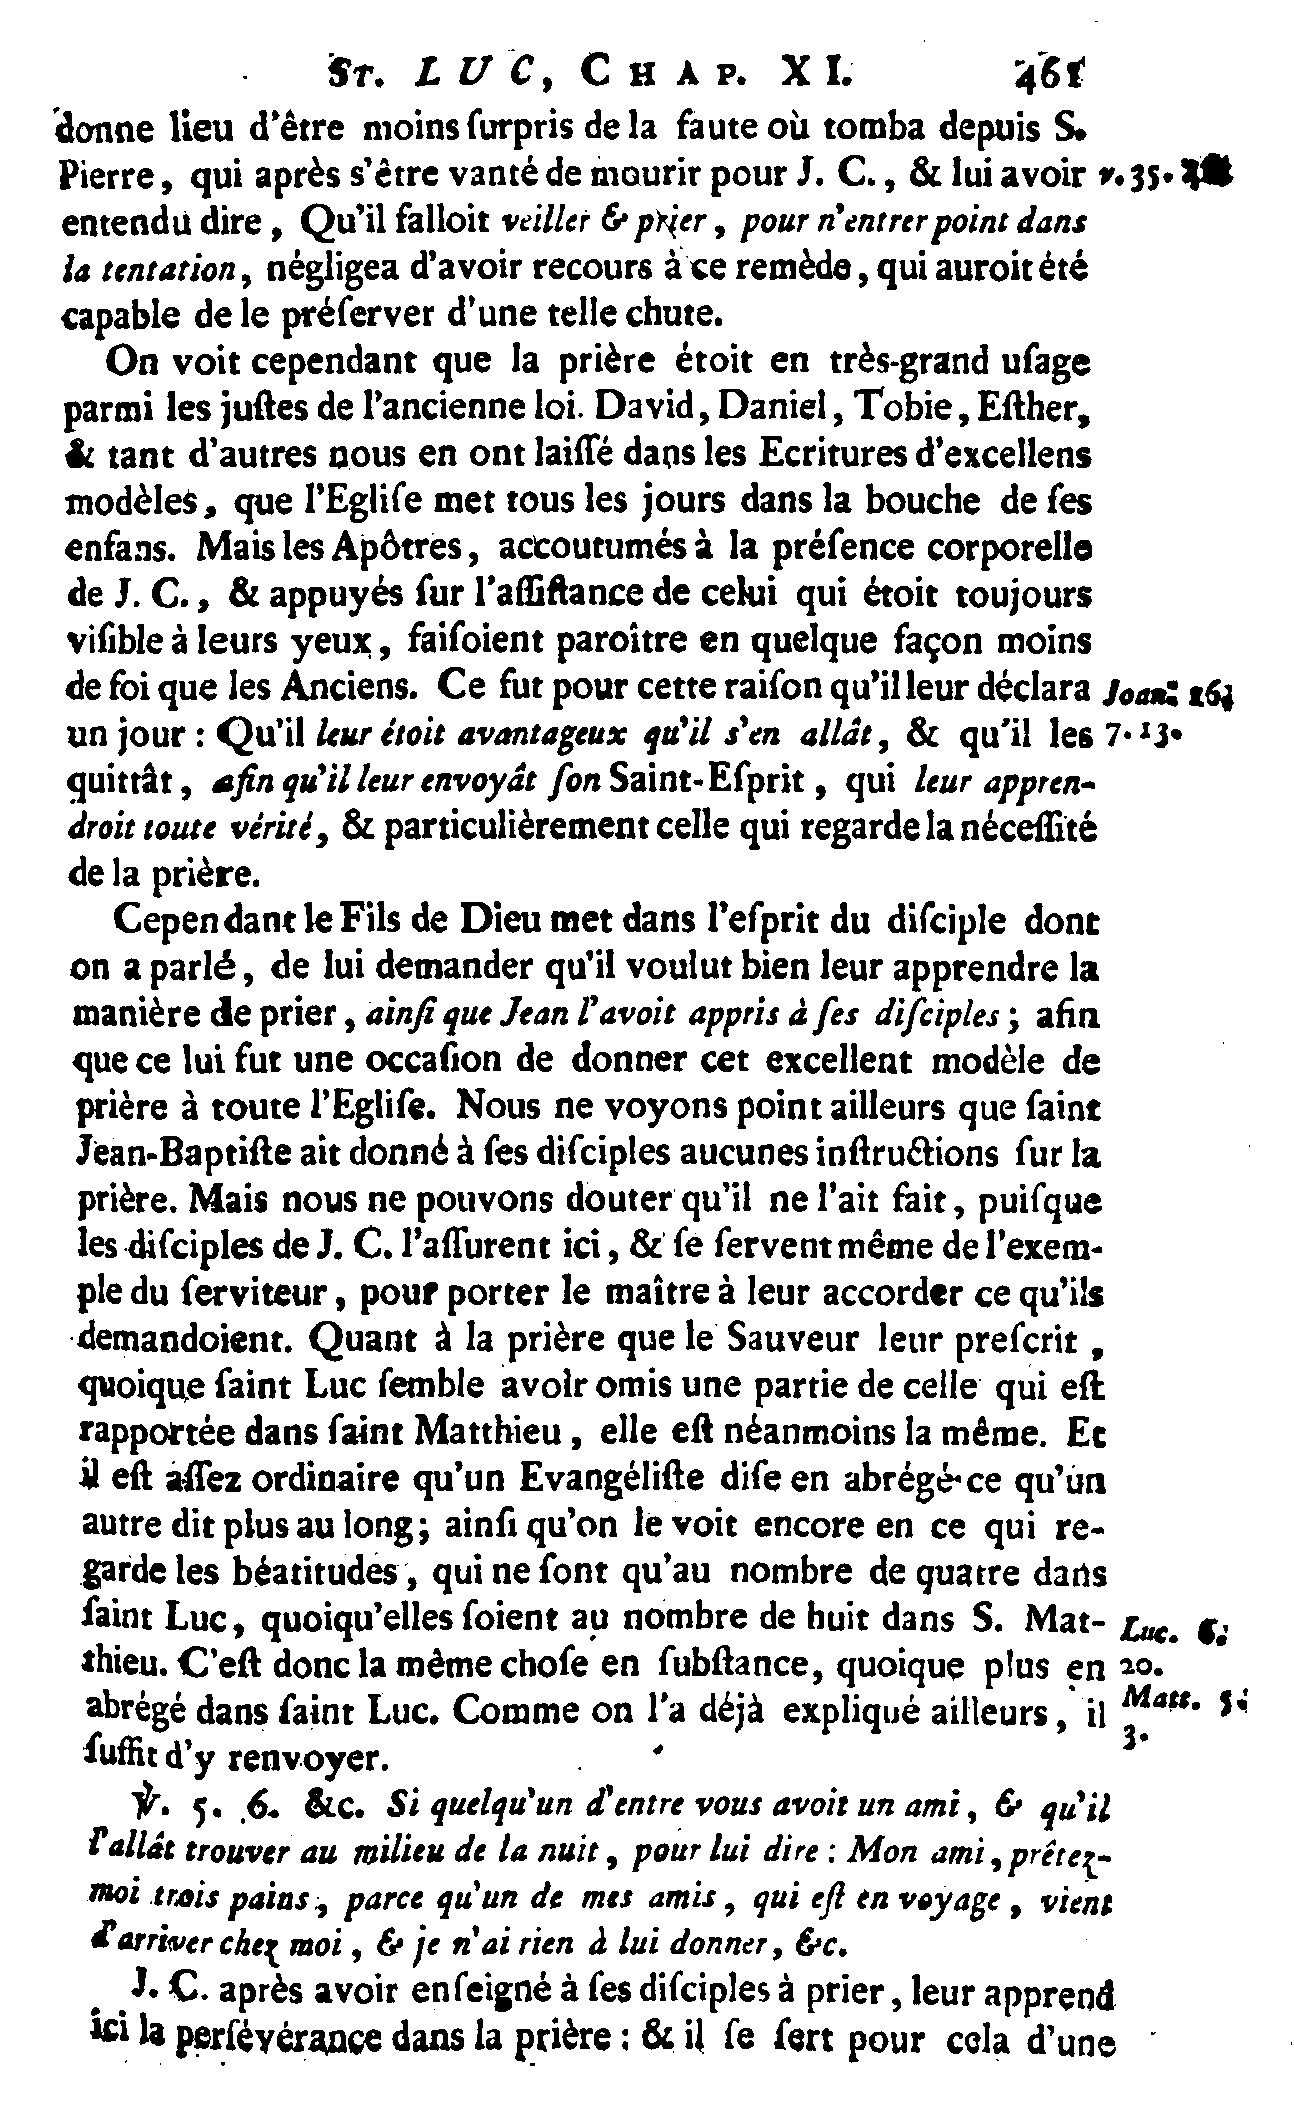 St. LUC, CHAP. XI. 461
donne lieu d'être moins ſurpris de la faute où tomba depuis S.
Pierre, qui après s'être vanté de mourir pour J. C., & lui avoir v. 35.
entendu dire, Qu'il falloit veiller & prier, pour n'entrer point dans
la tentation, négligea d'avoir recours à ce remède, qui auroit été
capable de le préſerver d'une telle chute.
On voit cependant que la prière étoit en très-grand uſage
parmi les juſtes de l'ancienne loi. David, Daniel, Tobie, Eſther,
& tant d'autres nous en ont laiſſé dans les Ecritures d'excellens
modèles, que l'Egliſe met tous les jours dans la bouche de ſes
enfans. Mais les Apôtres, accoutumés à la préſence corporelle
de J. C., & appuyés ſur l'aſſiſtance de celui qui étoit toujours
viſible à leurs yeux, faiſoient paroître en quelque façon moins
de foi que les Anciens. Ce fut pour cette raiſon qu'il leur déclara Joan. 16.
un jour : Qu'il leur étoit avantageux qu'il s'en allât, & qu'il les 7. 13.
quittât, afin qu'il leur envoyât ſon Saint-Eſprit, qui leur appren-
droit toute vérité, & particulièrement celle qui regarde la néceſſité
de la prière.
Cependant le Fils de Dieu met dans l'eſprit du diſciple dont
on a parlé, de lui demander qu'il voulut bien leur apprendre la
manière de prier, ainſi que Jean l'avoit appris à ſes diſciples ; afin
que ce lui fut une occaſion de donner cet excellent modèle de
prière à toute l'Egliſe. Nous ne voyons point ailleurs que ſaint
Jean-Baptiſte ait donné à ſes diſciples aucunes inſtructions ſur la
prière. Mais nous ne pouvons douter qu'il ne l'ait fait, puiſque
les diſciples de J. C. l'aſſurent ici, & ſe ſervent même de l'exem-
ple du ſerviteur, pour porter le maître à leur accorder ce qu'ils
demandoient. Quant à la prière que le Sauveur leur preſcrit,
quoique ſaint Luc ſemble avoir omis une partie de celle qui eſt
rapportée dans ſaint Matthieu, elle eſt néanmoins la même. Et
il eſt aſſez ordinaire qu'un Evangéliſte diſe en abrégé ce qu'un
autre dit plus au long; ainſi qu'on le voit encore en ce qui re-
garde les béatitudes, qui ne ſont qu'au nombre de quatre dans
ſaint Luc, quoiqu'elles ſoient au nombre de huit dans S. Mat- Luc. 6.
thieu. C'eſt donc la même choſe en ſubſtance, quoique plus en 20.
abrégé dans ſaint Luc. Comme on l'a déjà expliqué ailleurs, il Matt. 5.
ſuffit d'y renvoyer. 3.
℣. 5. 6. &c. Si quelqu'un d'entre vous avoit un ami, & qu'il
l'allât trouver au milieu de la nuit, pour lui dire : Mon ami, prêtez-
moi trois pains, parce qu'un de mes amis, qui eſt en voyage, vient
d'arriver chez moi, & je n'ai rien à lui donner, &c.
J. C. après avoir enſeigné à ſes diſciples à prier, leur apprend
ici la perſévérance dans la prière : & il ſe ſert pour cela d'une